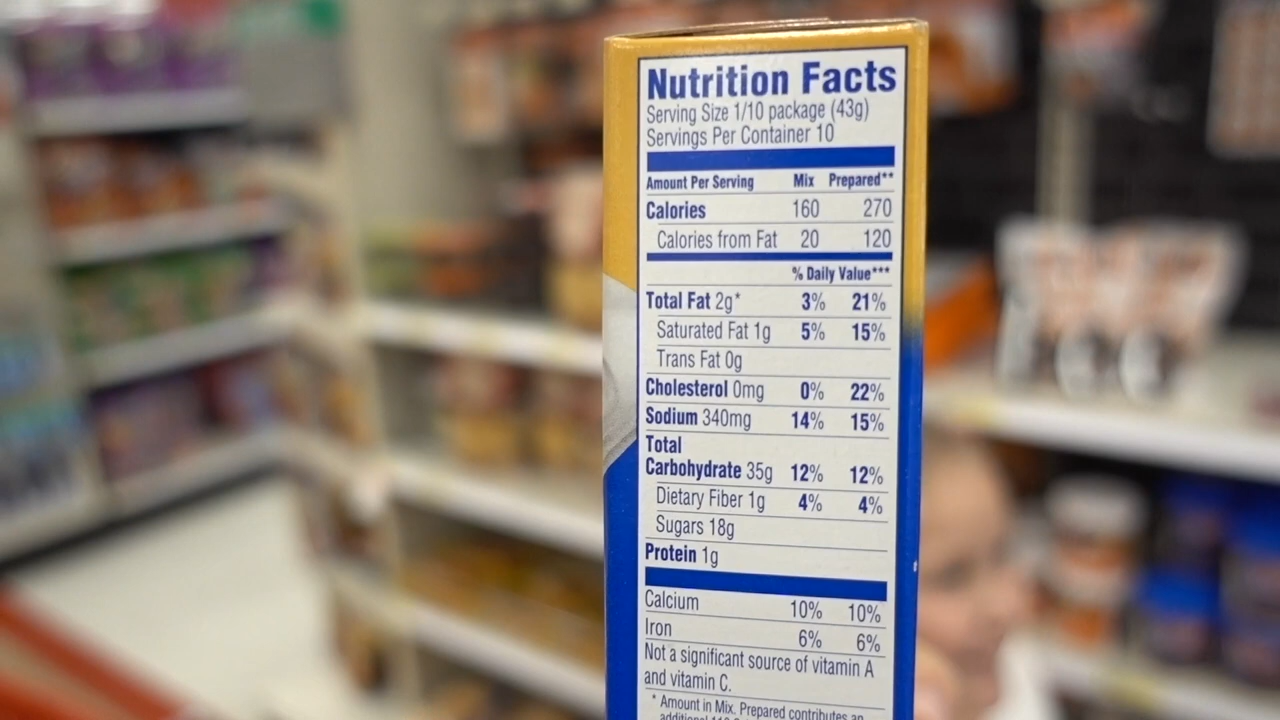 Nutrition Facts
Serving Size 1/10 package (43g)
Servings Per Container 10
Amount Per Serving Mix Prepared**
Calories 160 270
Calories from Fat 20 120
% Daily Value***
Total Fat 2g* 3% 21%
Saturated Fat 1g 5% 15%
Trans Fat 0g
Cholesterol 0mg 0% 22%
Sodium 340mg 14% 15%
Total
Carbohydrate 35g 12% 12%
Dietary Fiber 1g 4% 4%
Sugars 18g
Protein 1g
Calcium 10% 10%
Iron 6% 6%
Not a significant source of vitamin A
and vitamin C.
* Amount in Mix. Prepared contributes an
additional